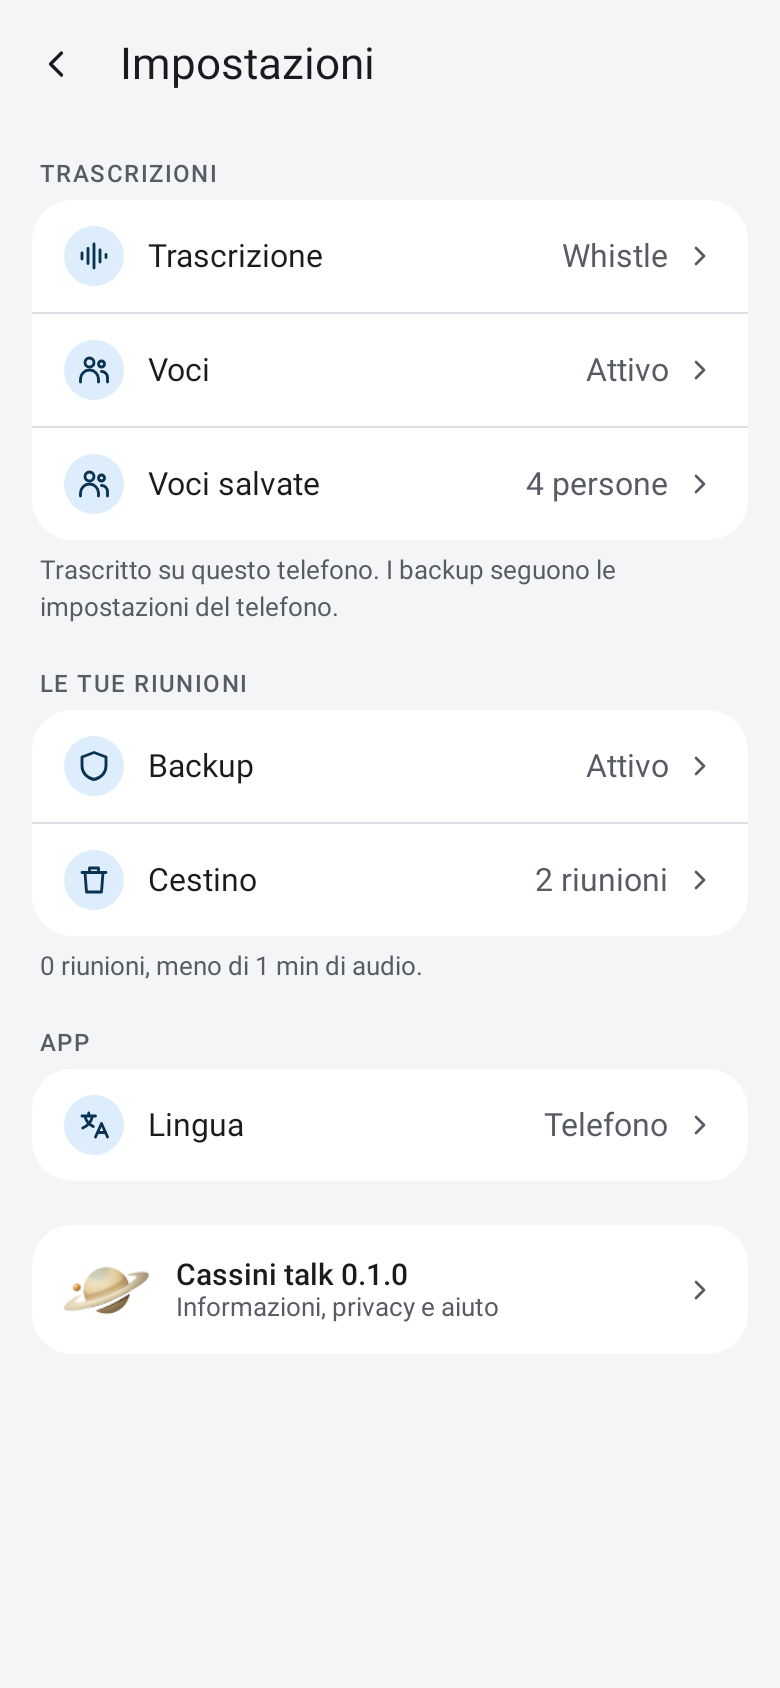 Impostazioni
TRASCRIZIONI
Trascrizione Whistle
Voci Attivo
Voci salvate 4 persone
Trascritto su questo telefono. I backup seguono le
impostazioni del telefono.
LE TUE RIUNIONI
Backup Attivo
Cestino 2 riunioni
0 riunioni, meno di 1 min di audio.
APP
Lingua Telefono
Cassini talk 0.1.0
Informazioni, privacy e aiuto